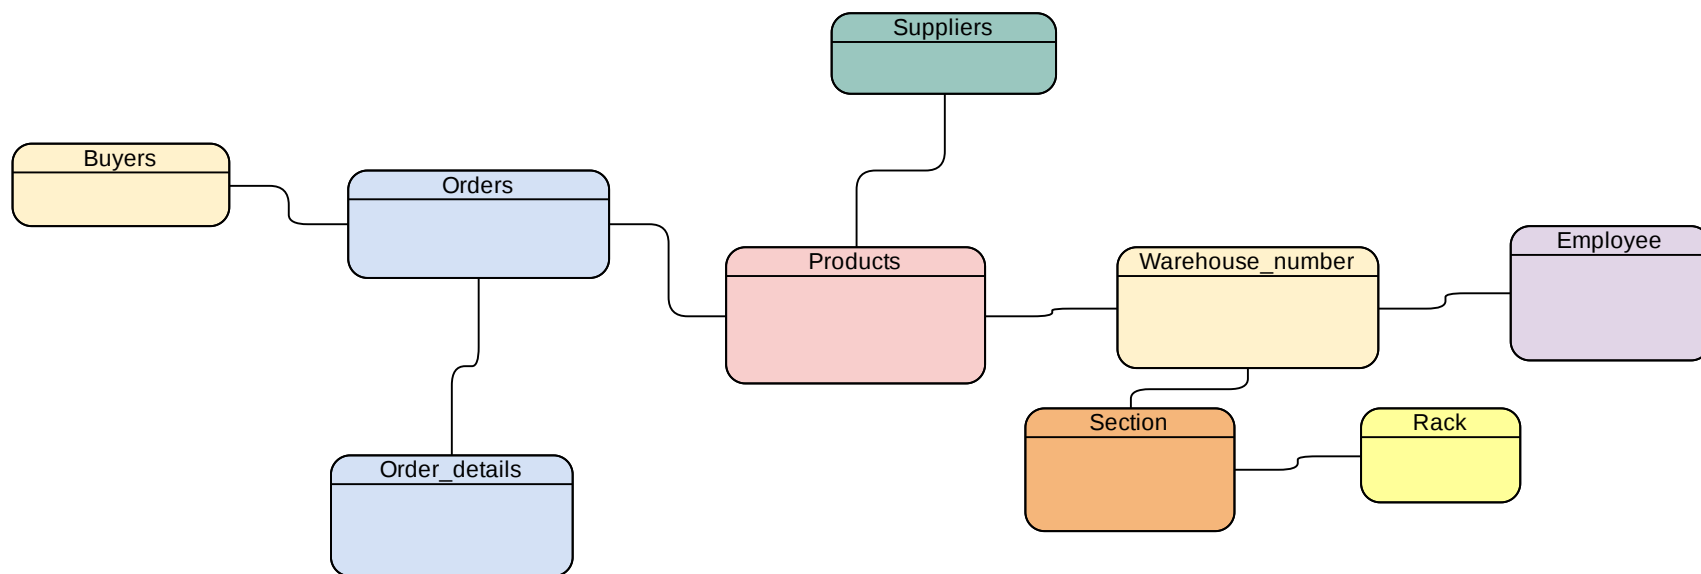 Suppliers
Buyers
Orders
Products
Warehouse_number
Employee
Section
Rack
Order_details